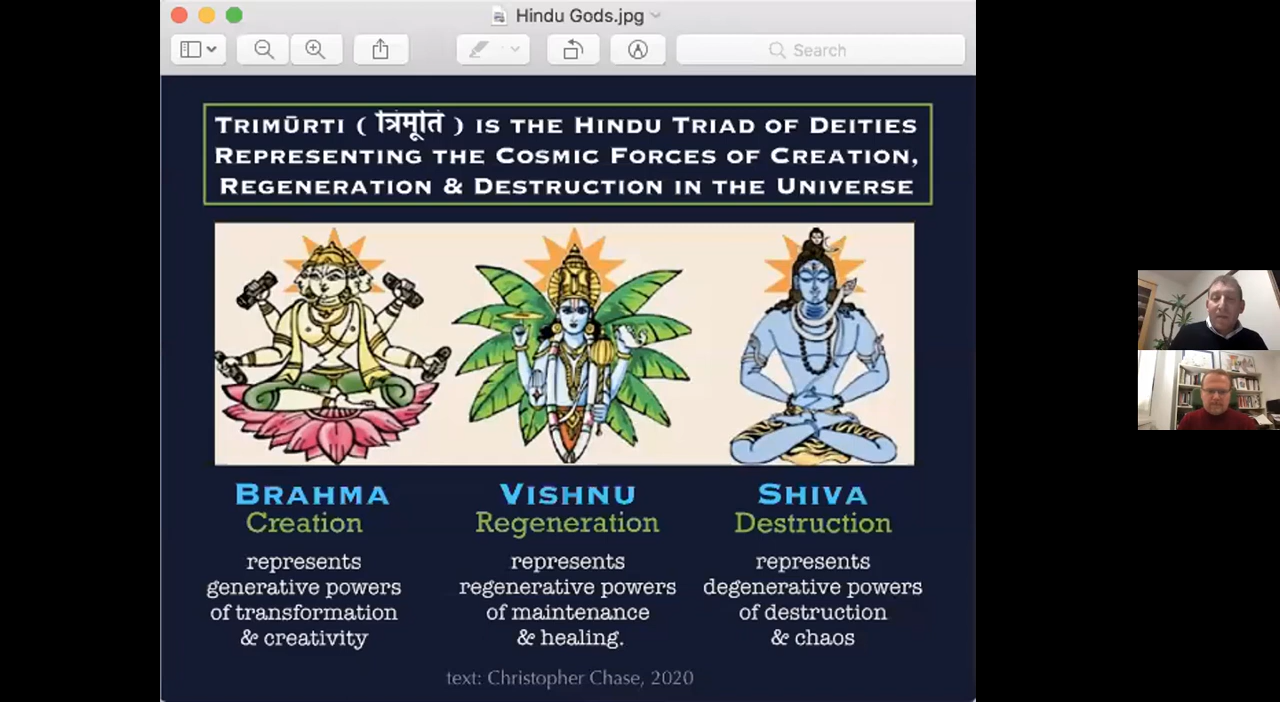 Hindu Gods.jpg
Search
TRIMŪRTI ( त्रिमूर्ति ) IS THE HINDU TRIAD OF DEITIES
REPRESENTING THE COSMIC FORCES OF CREATION,
REGENERATION & DESTRUCTION IN THE UNIVERSE
BRAHMA
Creation
represents
generative powers
of transformation
& creativity
VISHNU
Regeneration
represents
regenerative powers
of maintenance
& healing.
SHIVA
Destruction
represents
degenerative powers
of destruction
& chaos
text: Christopher Chase, 2020